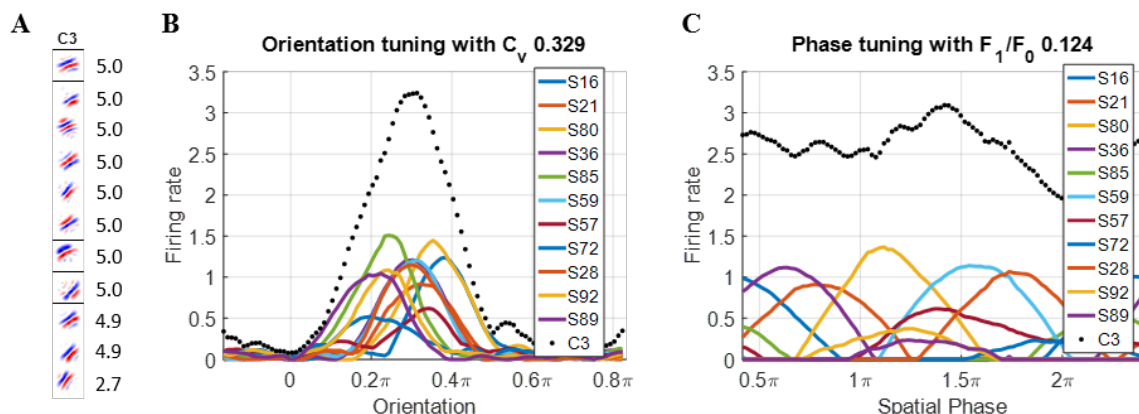 A
C3
5.0
5.0
5.0
5.0
5.0
5.0
5.0
5.0
4.9
4.9
2.7
B
Orientation tuning with Cv 0.329
Firing rate
3.5
3
2.5
2
1.5
1
0.5
0
0
0.2π
0.4π
0.6π
0.8π
Orientation
S16
S21
S80
S36
S85
S59
S57
S72
S28
S92
S89
C3
C
Phase tuning with F1/F0 0.124
Firing rate
3.5
3
2.5
2
1.5
1
0.5
0
0.5π
1π
1.5π
2π
Spatial Phase
S16
S21
S80
S36
S85
S59
S57
S72
S28
S92
S89
C3